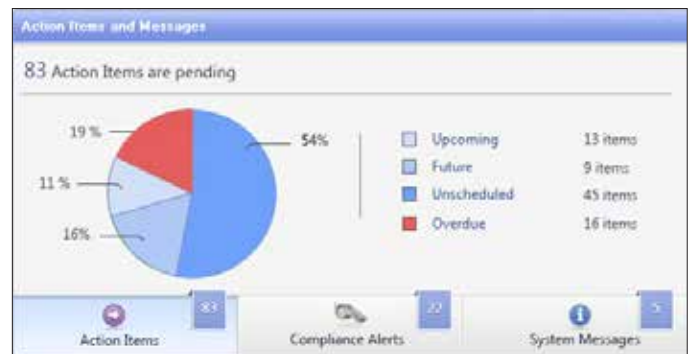 Action Items and Messages
83 Action Items are pending
19 %
54%
11 %
16%
Upcoming 13 items
Future 9 items
Unscheduled 45 items
Overdue 16 items
83
22
5
Action Items
Compliance Alerts
System Messages